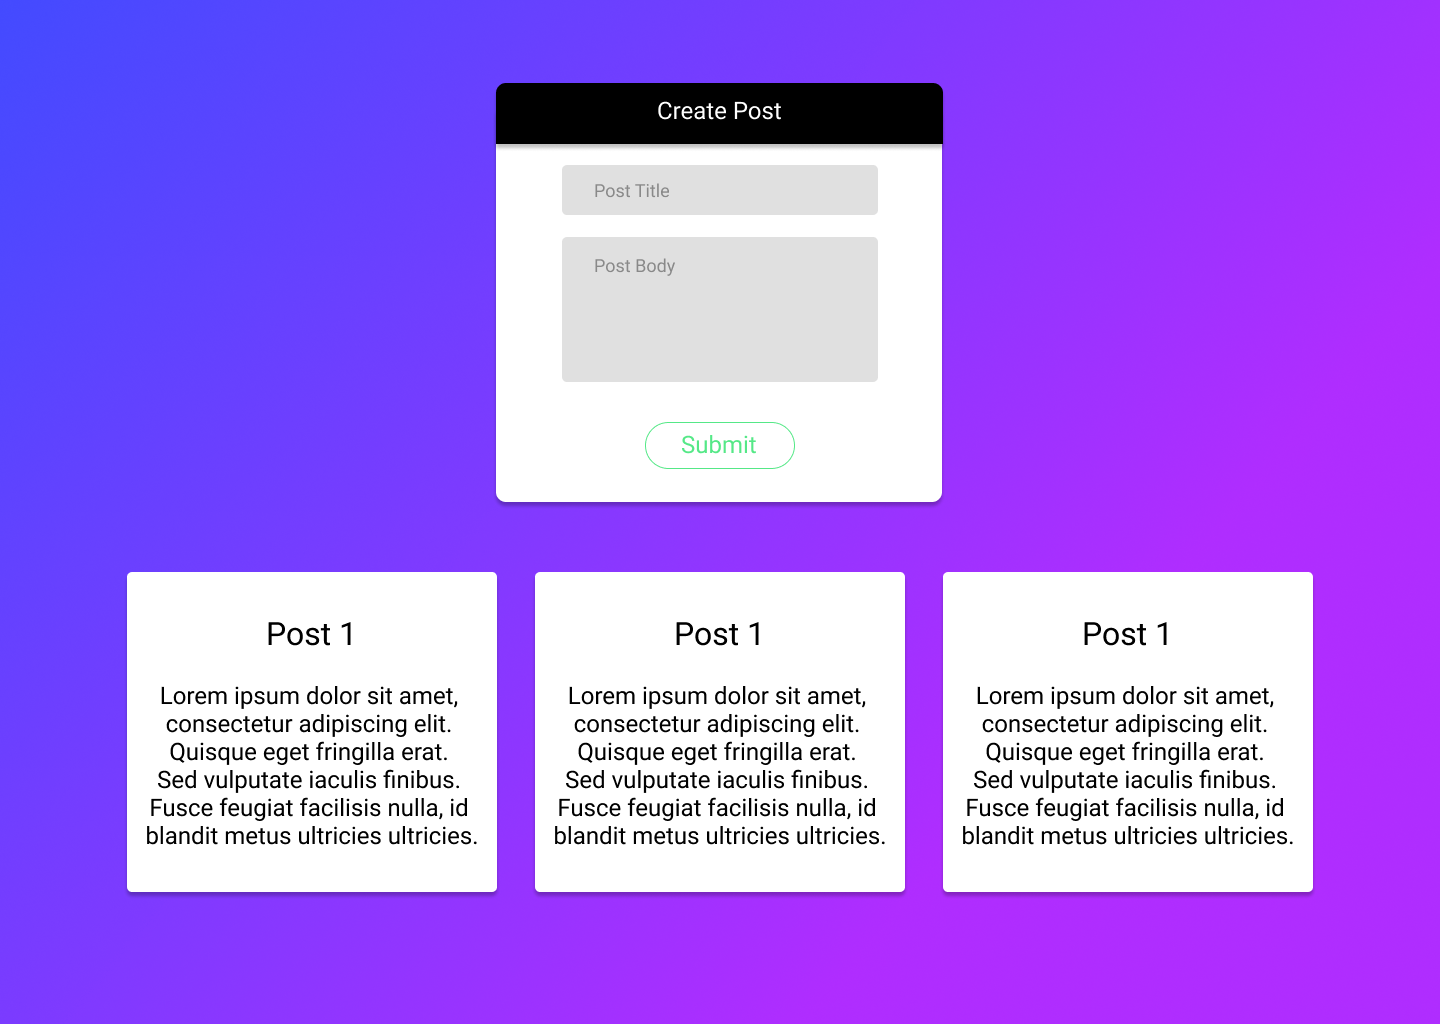 Create Post
Post Title
Post Body
Submit
Post 1
Lorem ipsum dolor sit amet,
consectetur adipiscing elit.
Quisque eget fringilla erat.
Sed vulputate iaculis finibus.
Fusce feugiat facilisis nulla, id
blandit metus ultricies ultricies.
Post 1
Lorem ipsum dolor sit amet,
consectetur adipiscing elit.
Quisque eget fringilla erat.
Sed vulputate iaculis finibus.
Fusce feugiat facilisis nulla, id
blandit metus ultricies ultricies.
Post 1
Lorem ipsum dolor sit amet,
consectetur adipiscing elit.
Quisque eget fringilla erat.
Sed vulputate iaculis finibus.
Fusce feugiat facilisis nulla, id
blandit metus ultricies ultricies.